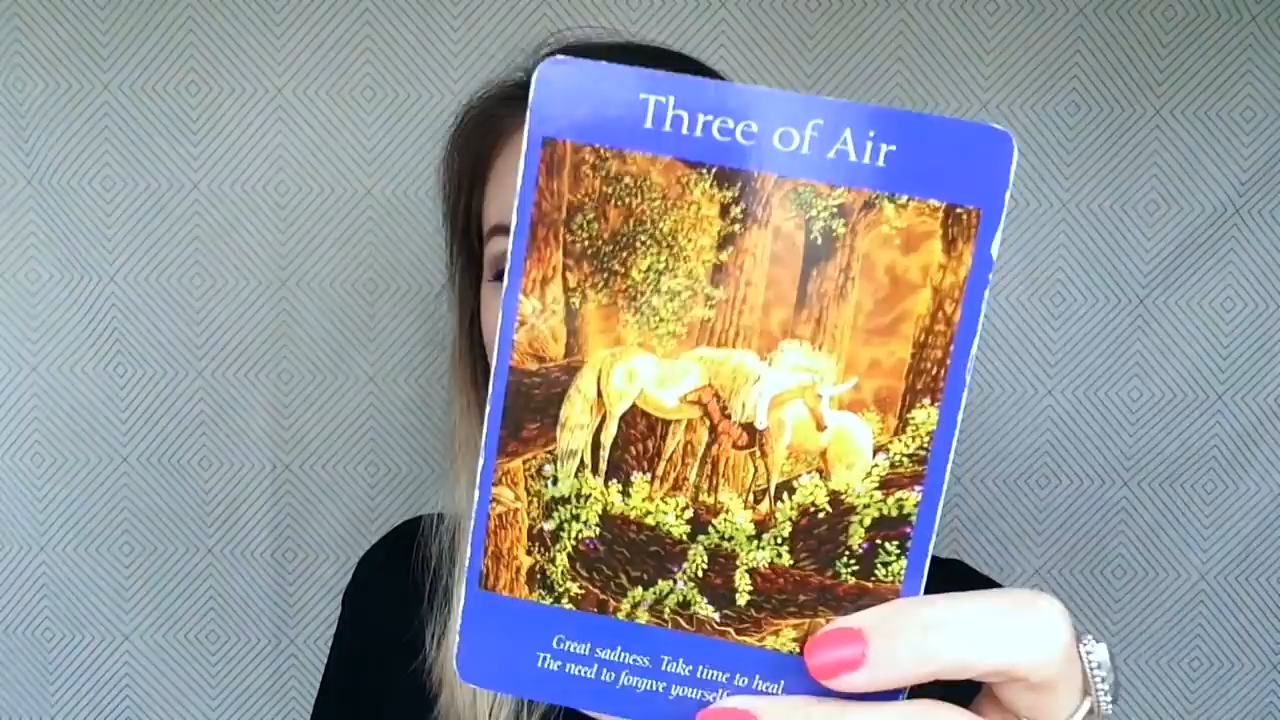 Three of Air
Great sadness. Take time to heal.
The need to forgive yourself